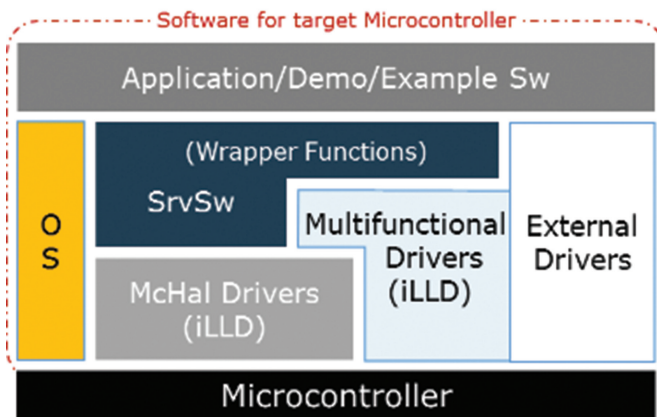 Software for target Microcontroller
Application/Demo/Example Sw
O
S
(Wrapper Functions)
SrvSw
Multifunctional
Drivers
(iLLD)
External
Drivers
McHal Drivers
(iLLD)
Microcontroller